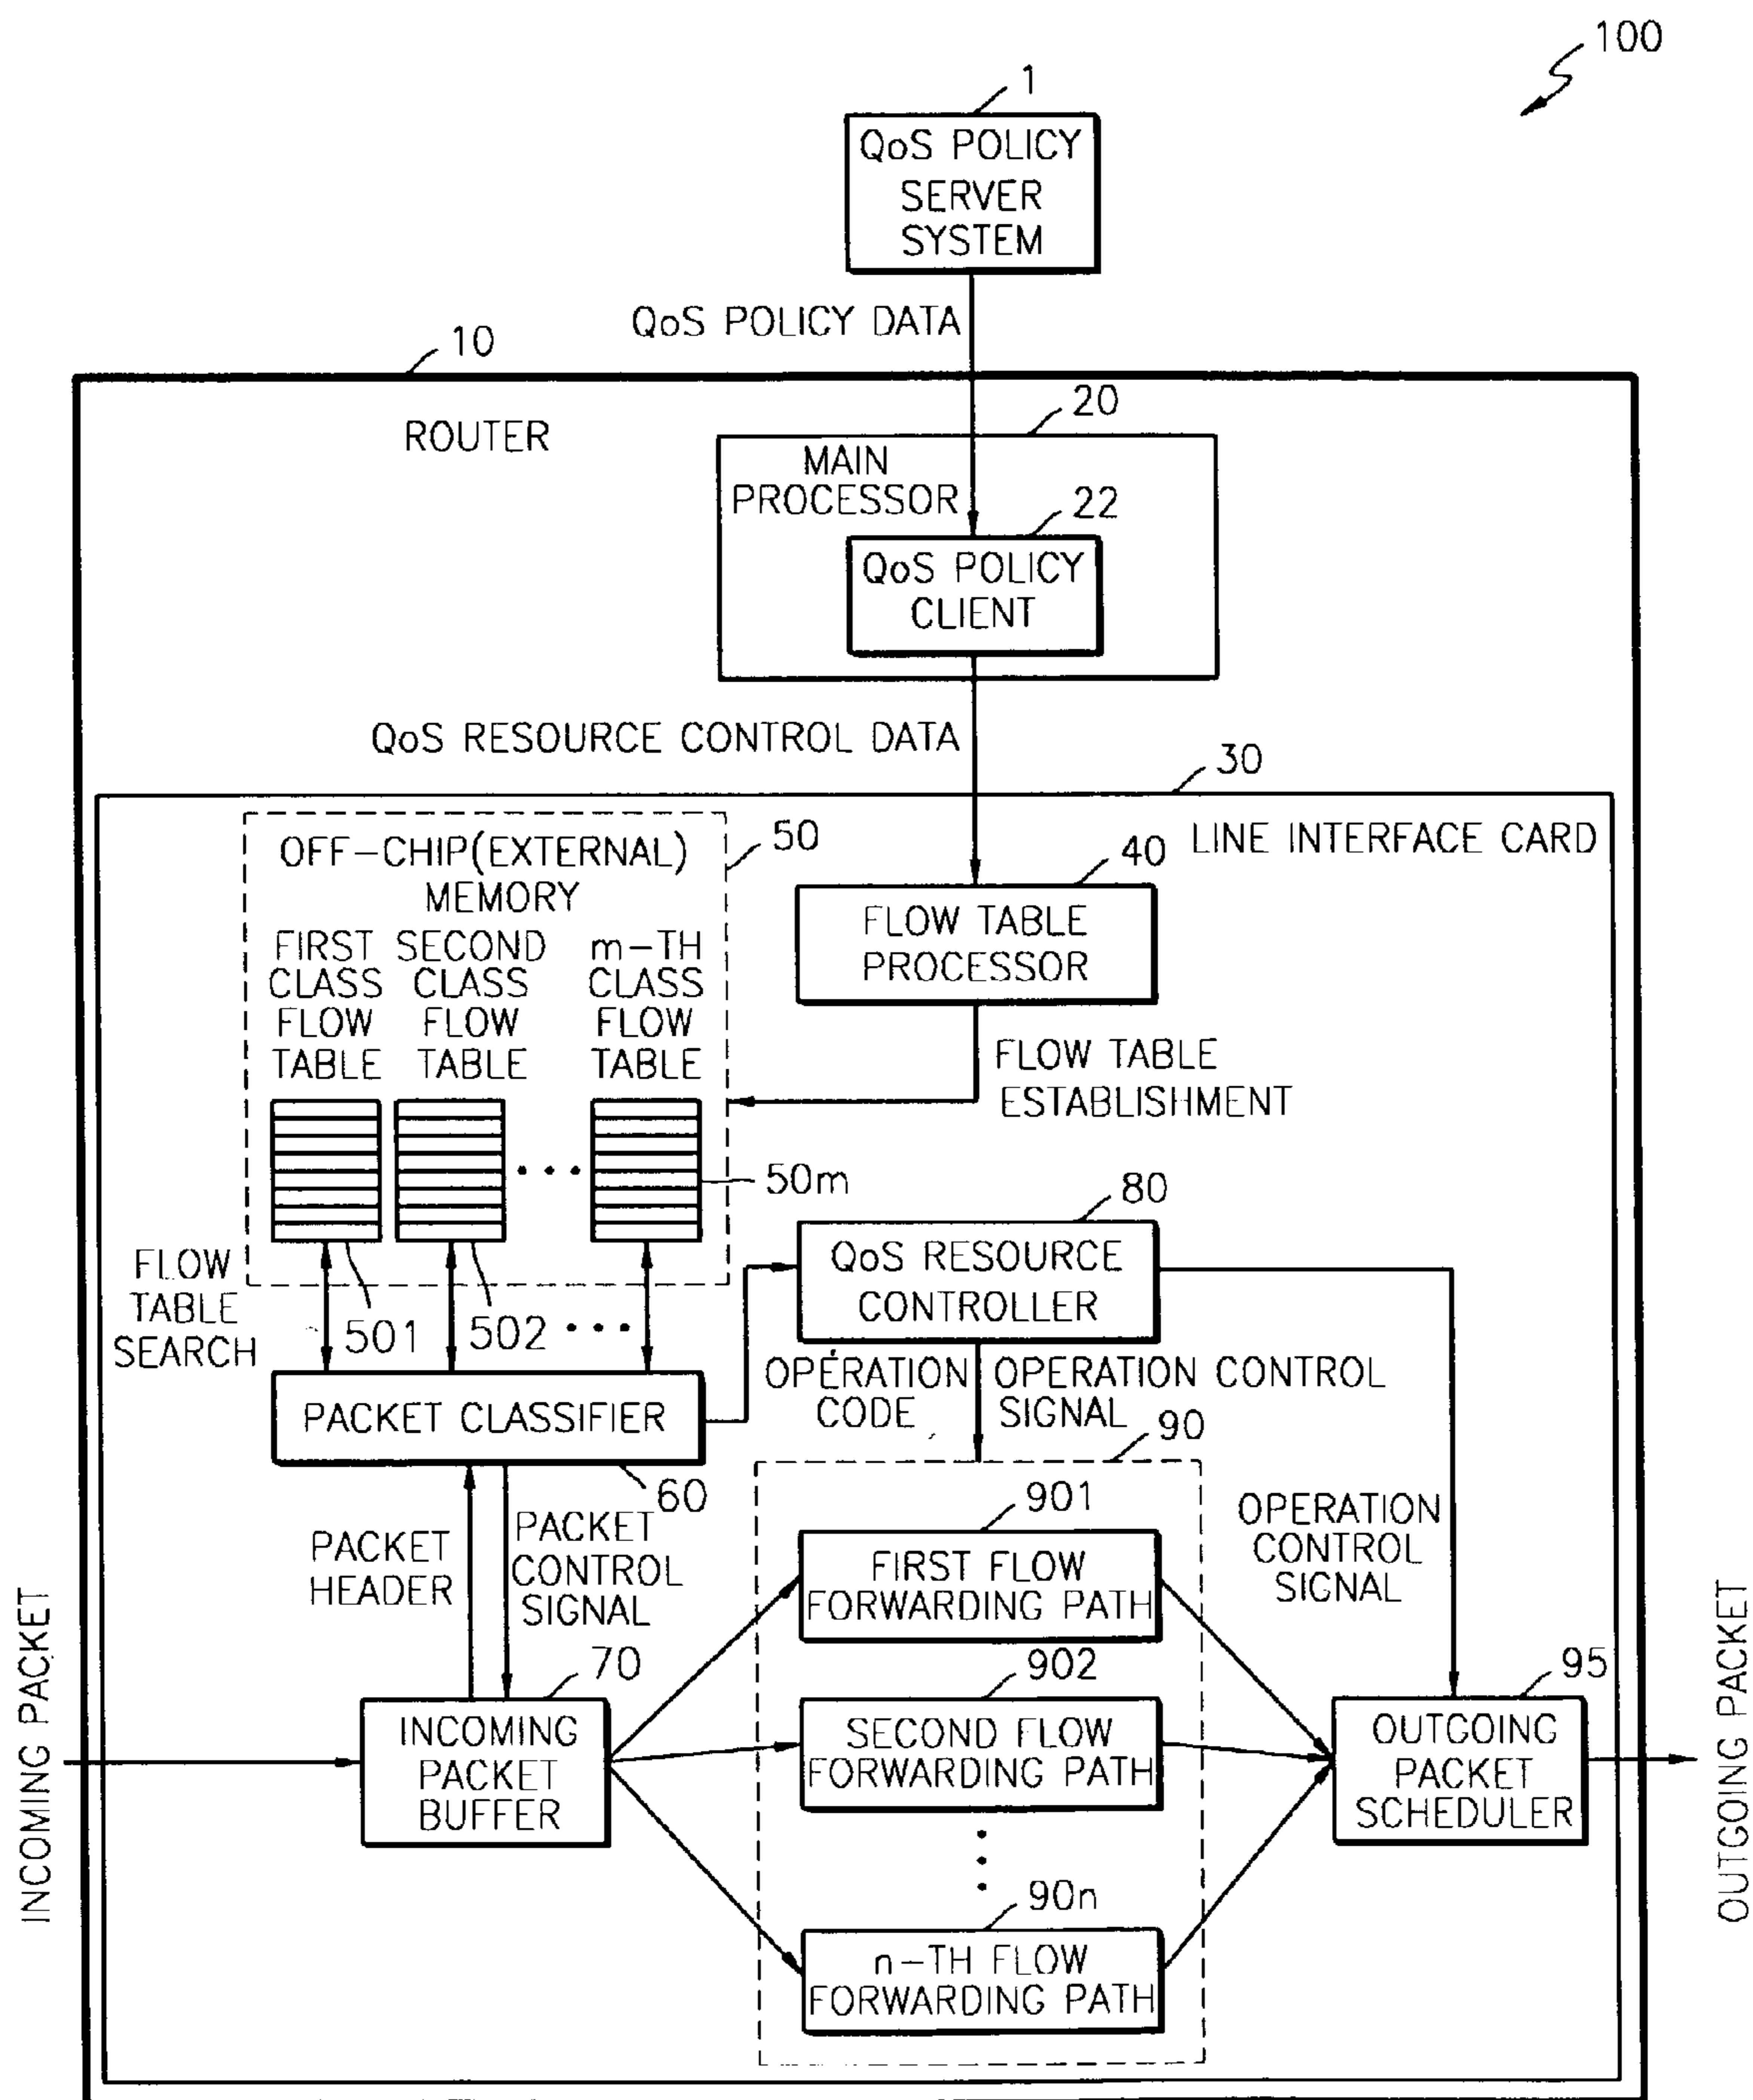 100
1
QoS POLICY
SERVER
SYSTEM
QoS POLICY DATA
10
ROUTER
20
MAIN
PROCESSOR
22
QoS POLICY
CLIENT
QoS RESOURCE CONTROL DATA
30
LINE INTERFACE CARD
50
OFF-CHIP(EXTERNAL)
MEMORY
FIRST
CLASS
FLOW
TABLE
SECOND
CLASS
FLOW
TABLE
m-TH
CLASS
FLOW
TABLE
40
FLOW TABLE
PROCESSOR
FLOW TABLE
ESTABLISHMENT
...
50m
FLOW
TABLE
SEARCH
501
502
...
80
QoS RESOURCE
CONTROLLER
PACKET CLASSIFIER
60
OPERATION
CODE
OPERATION CONTROL
SIGNAL
90
PACKET
HEADER
PACKET
CONTROL
SIGNAL
901
FIRST FLOW
FORWARDING PATH
OPERATION
CONTROL
SIGNAL
INCOMING PACKET
70
INCOMING
PACKET
BUFFER
902
SECOND FLOW
FORWARDING PATH
90n
n-TH FLOW
FORWARDING PATH
95
OUTGOING
PACKET
SCHEDULER
OUTGOING PACKET